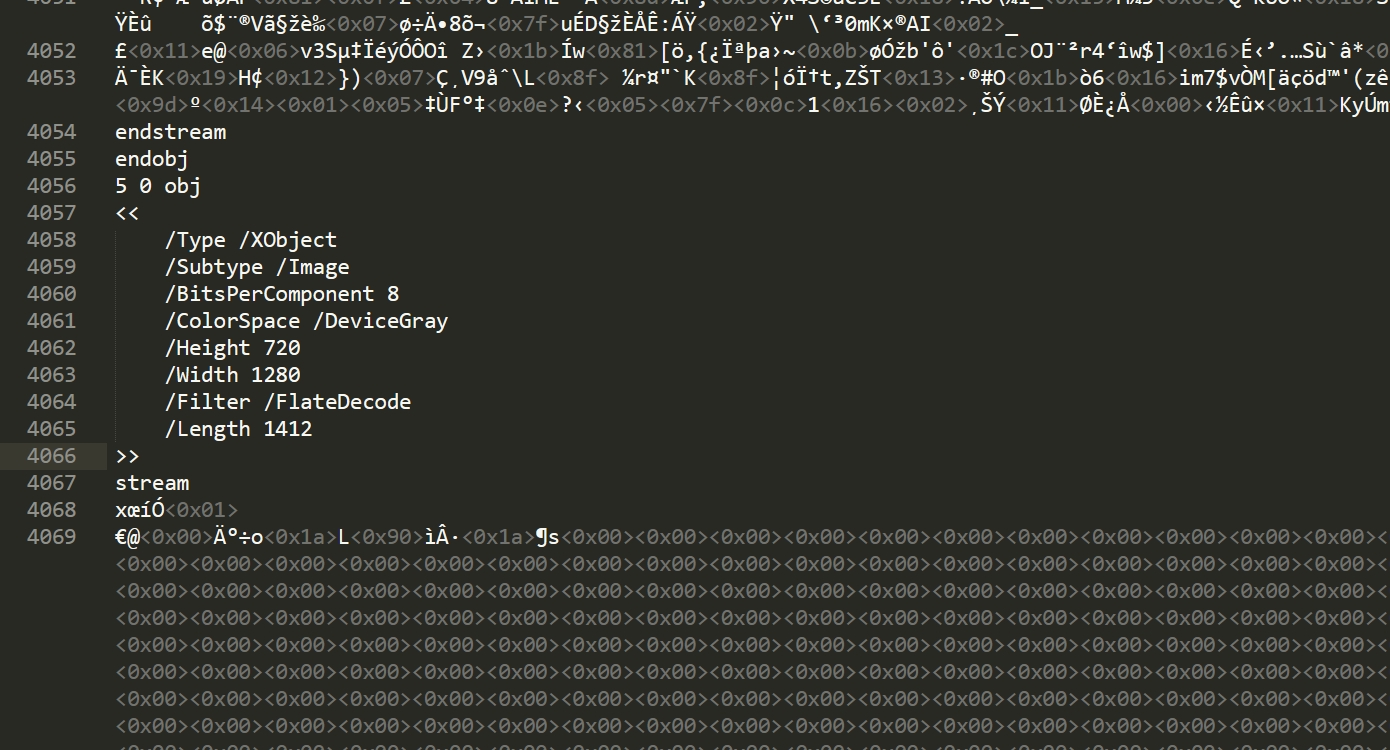 ŸÈû õ$¨®Vã§žè‰<0x07>ø÷Ä•8õ¬<0x7f>uÉD§žÈÅÊ:ÁŸ<0x02>Ÿ" \‘³0mK×®AI<0x02>_
4052 £<0x11>e@<0x06>v3Sµ‡ÏéýÓÔOî Z›<0x1b>Íw<0x81>[ö‚{¿Ïªþa›~<0x0b>øÓžb'ô'<0x1c>OJ¨²r4‘îw$]<0x16>É‹’.…Sù`â*
4053 Ä¯ÈK<0x19>H¢<0x12>})<0x07>Ç¸V9åˆ\L<0x8f> ¼r¤"`K<0x8f>¦óÏ†t,ZŠT<0x13>·®#O<0x1b>ò6<0x16>im7$vÒM[äçöd™'(zê
<0x9d>º<0x14><0x01><0x05>‡ÙFº‡<0x0e>?‹<0x05><0x7f><0x0c>1<0x16><0x02>¸ŠÝ<0x11>ØÈ¿Å<0x00>‹½Êû×<0x11>KyÚm
4054 endstream
4055 endobj
4056 5 0 obj
4057 <<
4058 /Type /XObject
4059 /Subtype /Image
4060 /BitsPerComponent 8
4061 /ColorSpace /DeviceGray
4062 /Height 720
4063 /Width 1280
4064 /Filter /FlateDecode
4065 /Length 1412
4066 >>
4067 stream
4068 xœíÓ<0x01>
4069 €@<0x00>Äº÷o<0x1a>L<0x90>ìÂ·<0x1a>¶s<0x00><0x00><0x00><0x00><0x00><0x00><0x00><0x00><0x00><0x00><0x00><
<0x00><0x00><0x00><0x00><0x00><0x00><0x00><0x00><0x00><0x00><0x00><0x00><0x00><0x00><0x00><0x00><0x00>
<0x00><0x00><0x00><0x00><0x00><0x00><0x00><0x00><0x00><0x00><0x00><0x00><0x00><0x00><0x00><0x00><0x00>
<0x00><0x00><0x00><0x00><0x00><0x00><0x00><0x00><0x00><0x00><0x00><0x00><0x00><0x00><0x00><0x00><0x00>
<0x00><0x00><0x00><0x00><0x00><0x00><0x00><0x00><0x00><0x00><0x00><0x00><0x00><0x00><0x00><0x00><0x00>
<0x00><0x00><0x00><0x00><0x00><0x00><0x00><0x00><0x00><0x00><0x00><0x00><0x00><0x00><0x00><0x00><0x00>
<0x00><0x00><0x00><0x00><0x00><0x00><0x00><0x00><0x00><0x00><0x00><0x00><0x00><0x00><0x00><0x00><0x00>
<0x00><0x00><0x00><0x00><0x00><0x00><0x00><0x00><0x00><0x00><0x00><0x00><0x00><0x00><0x00><0x00><0x00>